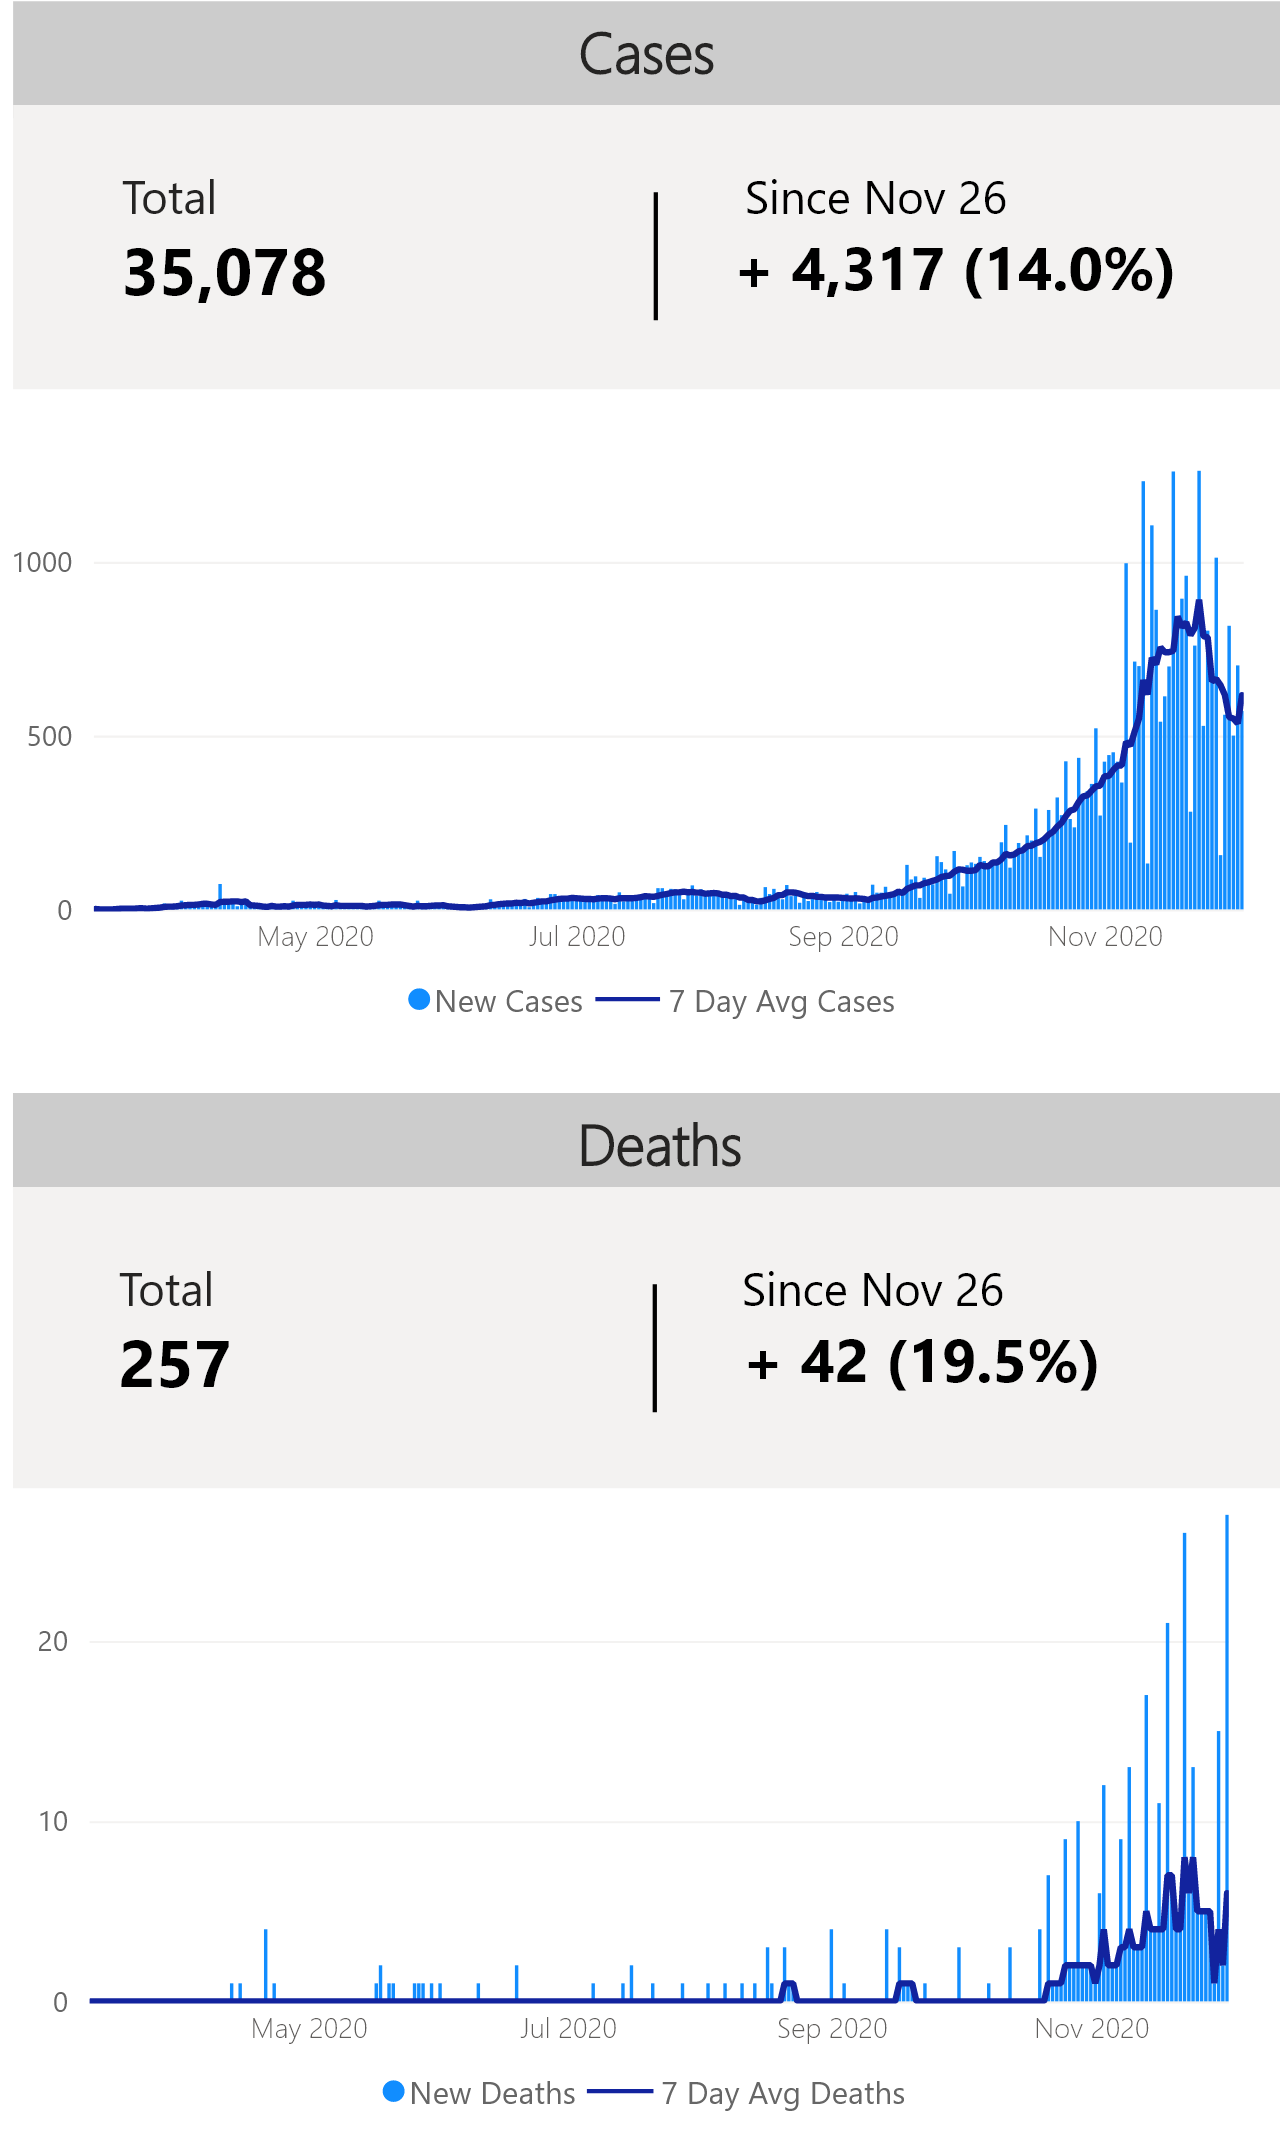 Cases
Total
Since Nov 26
35,078
+ 4,317 (14.0%)
1000
500
0
May 2020
Jul 2020
Sep 2020
Nov 2020
New Cases
7 Day Avg Cases
Deaths
Total
Since Nov 26
257
+ 42 (19.5%)
20
10
0
May 2020
Jul 2020
Sep 2020
Nov 2020
New Deaths
7 Day Avg Deaths